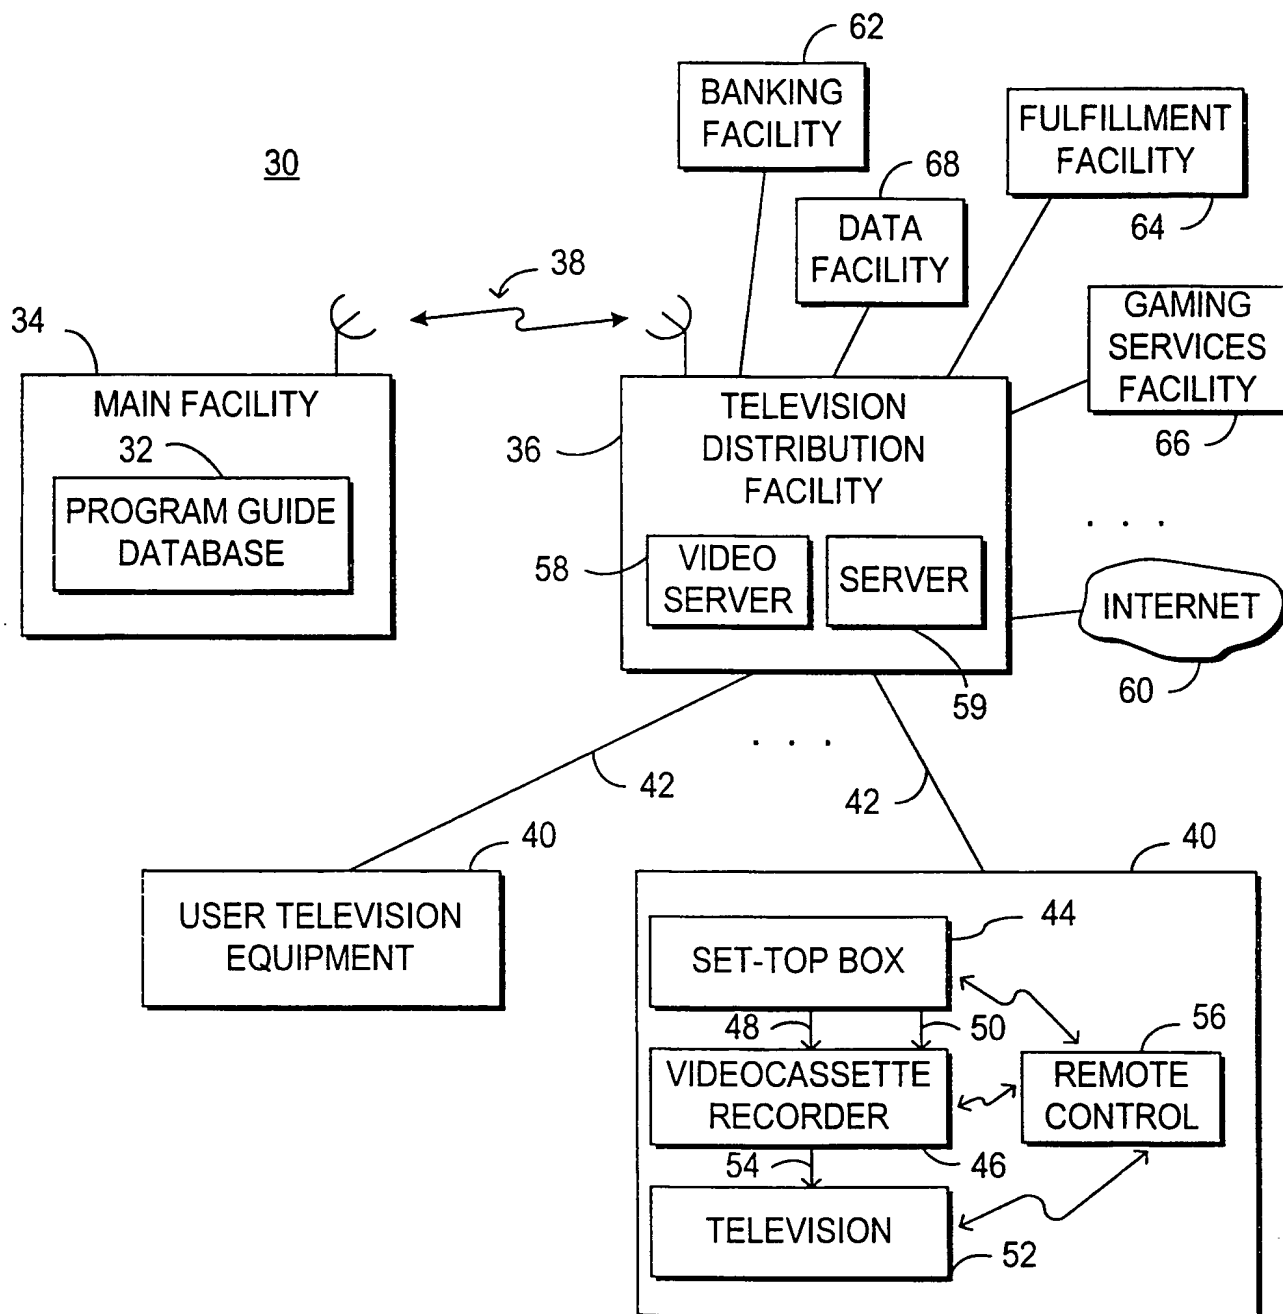 62
BANKING
FACILITY
FULFILLMENT
FACILITY
64
30
68
DATA
FACILITY
38
34
MAIN FACILITY
32
PROGRAM GUIDE
DATABASE
36
TELEVISION
DISTRIBUTION
FACILITY
GAMING
SERVICES
FACILITY
66
. . .
58
VIDEO
SERVER
SERVER
59
INTERNET
60
. . .
42
42
40
USER TELEVISION
EQUIPMENT
40
SET-TOP BOX
44
48
50
56
VIDEOCASSETTE
RECORDER
REMOTE
CONTROL
54
46
TELEVISION
52